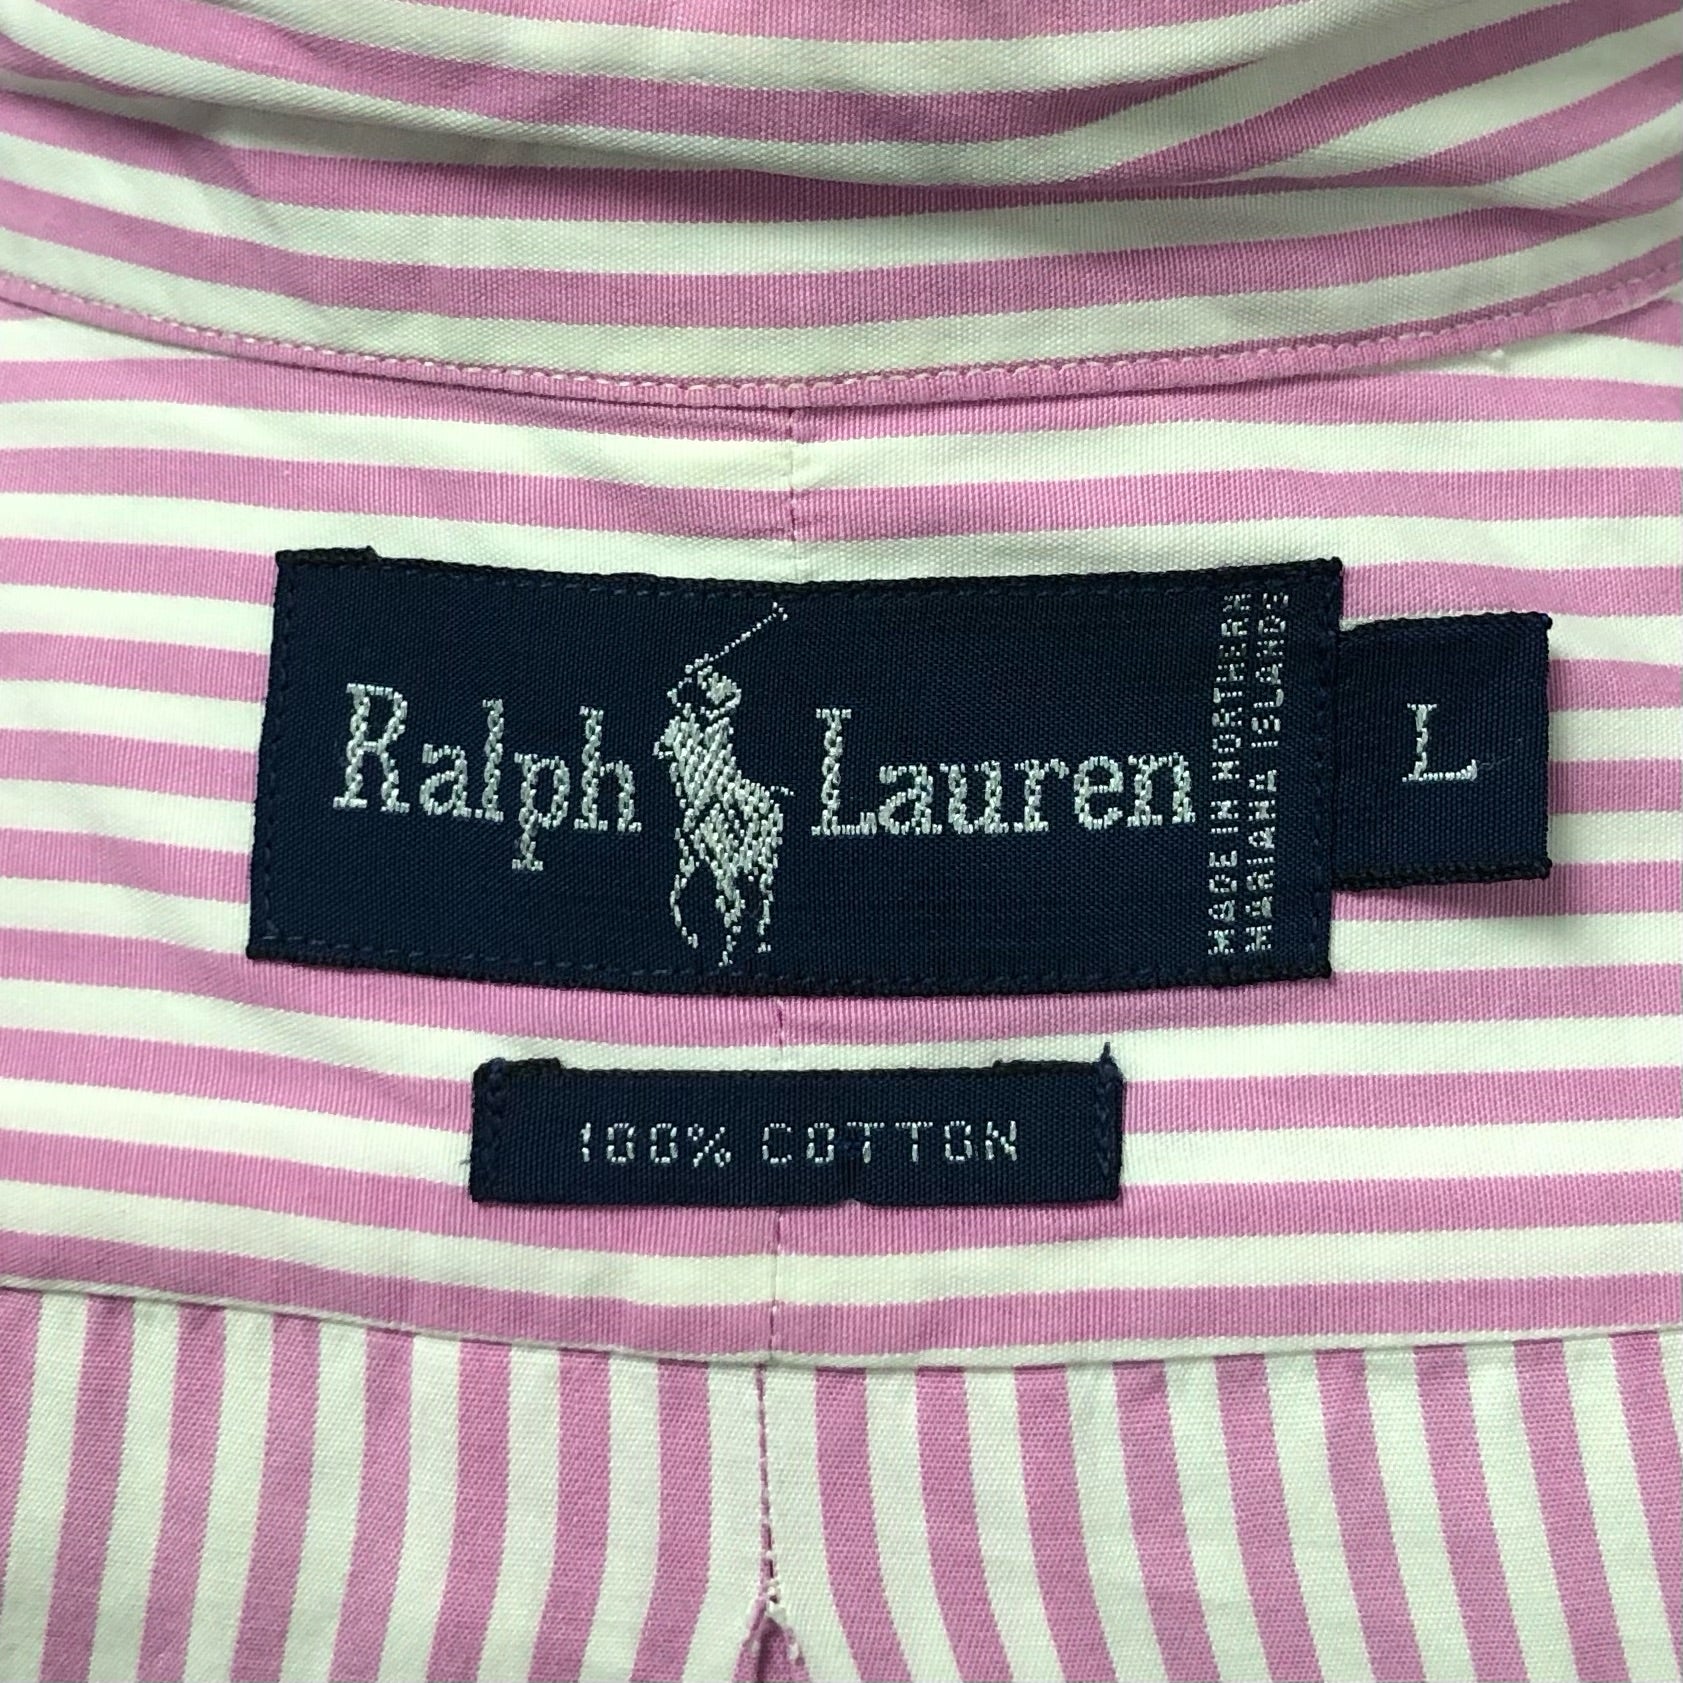 Ralph Lauren
MADE IN NORTHERN
MARIANA ISLANDS
L
100% COTTON